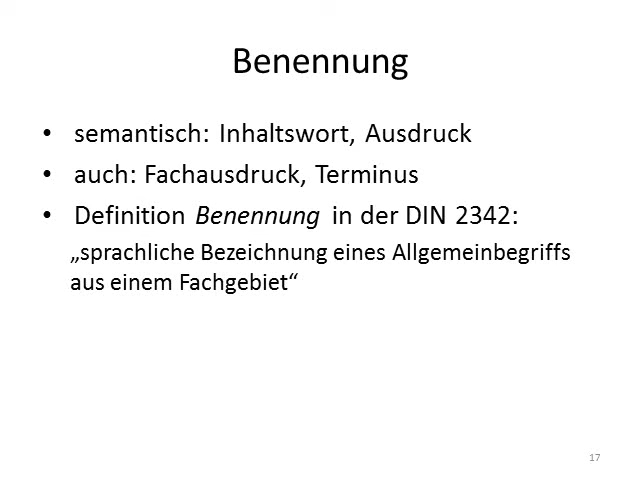 Benennung
• semantisch: Inhaltswort, Ausdruck
• auch: Fachausdruck, Terminus
• Definition Benennung in der DIN 2342:
„sprachliche Bezeichnung eines Allgemeinbegriffs
aus einem Fachgebiet“
17